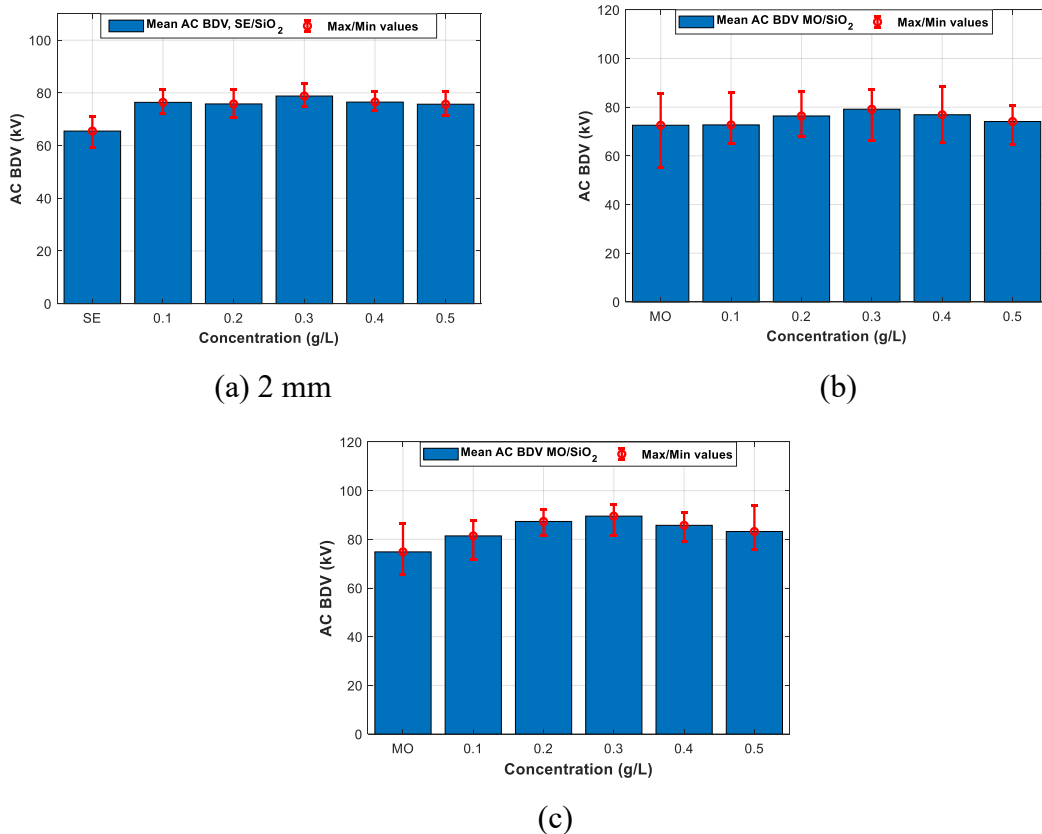 Mean AC BDV, SE/SiO₂ Max/Min values
100
80
60
40
20
0
AC BDV (kV)
SE 0.1 0.2 0.3 0.4 0.5
Concentration (g/L)
(a) 2 mm
Mean AC BDV MO/SiO₂ Max/Min values
120
100
80
60
40
20
0
AC BDV (kV)
MO 0.1 0.2 0.3 0.4 0.5
Concentration (g/L)
(b)
Mean AC BDV MO/SiO₂ Max/Min values
120
100
80
60
40
20
0
AC BDV (kV)
MO 0.1 0.2 0.3 0.4 0.5
Concentration (g/L)
(c)